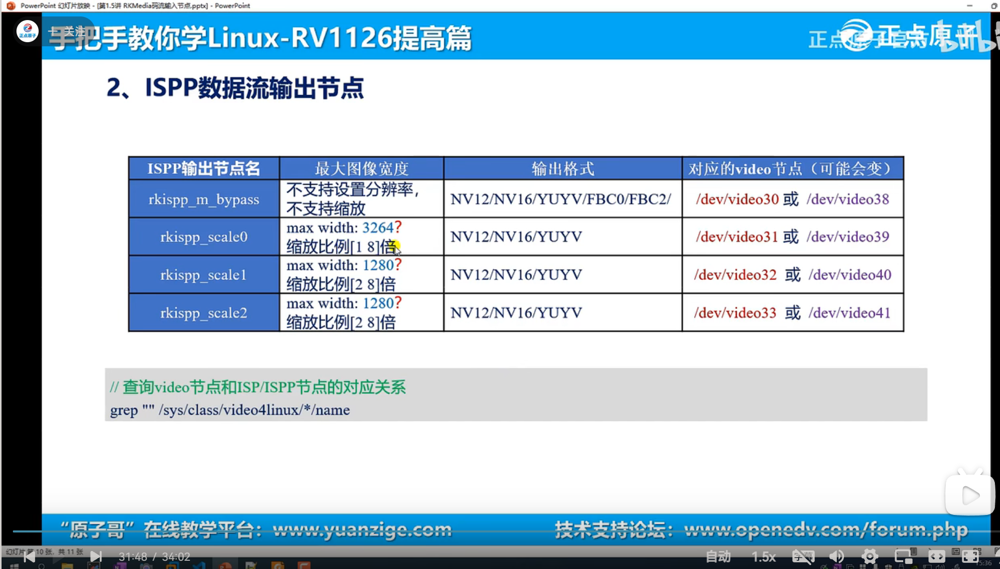 PowerPoint 幻灯片放映 - [第1.5讲 RKMedia码流输入节点.pptx] - PowerPoint
正点原子
+ 关注
手把手教你学Linux-RV1126提高篇
正点原子
2、ISPP数据流输出节点
ISPP输出节点名 最大图像宽度 输出格式 对应的video节点（可能会变）
rkispp_m_bypass 不支持设置分辨率，
不支持缩放 NV12/NV16/YUYV/FBC0/FBC2/ /dev/video30 或 /dev/video38
rkispp_scale0 max width: 3264?
缩放比例[1 8]倍 NV12/NV16/YUYV /dev/video31 或 /dev/video39
rkispp_scale1 max width: 1280?
缩放比例[2 8]倍 NV12/NV16/YUYV /dev/video32 或 /dev/video40
rkispp_scale2 max width: 1280?
缩放比例[2 8]倍 NV12/NV16/YUYV /dev/video33 或 /dev/video41
// 查询video节点和ISP/ISPP节点的对应关系
grep "" /sys/class/video4linux/*/name
“原子哥”在线教学平台：www.yuanzige.com 技术支持论坛：www.openedv.com/forum.php
幻灯片 第 10 张，共 11 张
31:48 / 34:02
自动 1.5x 字幕
15:36